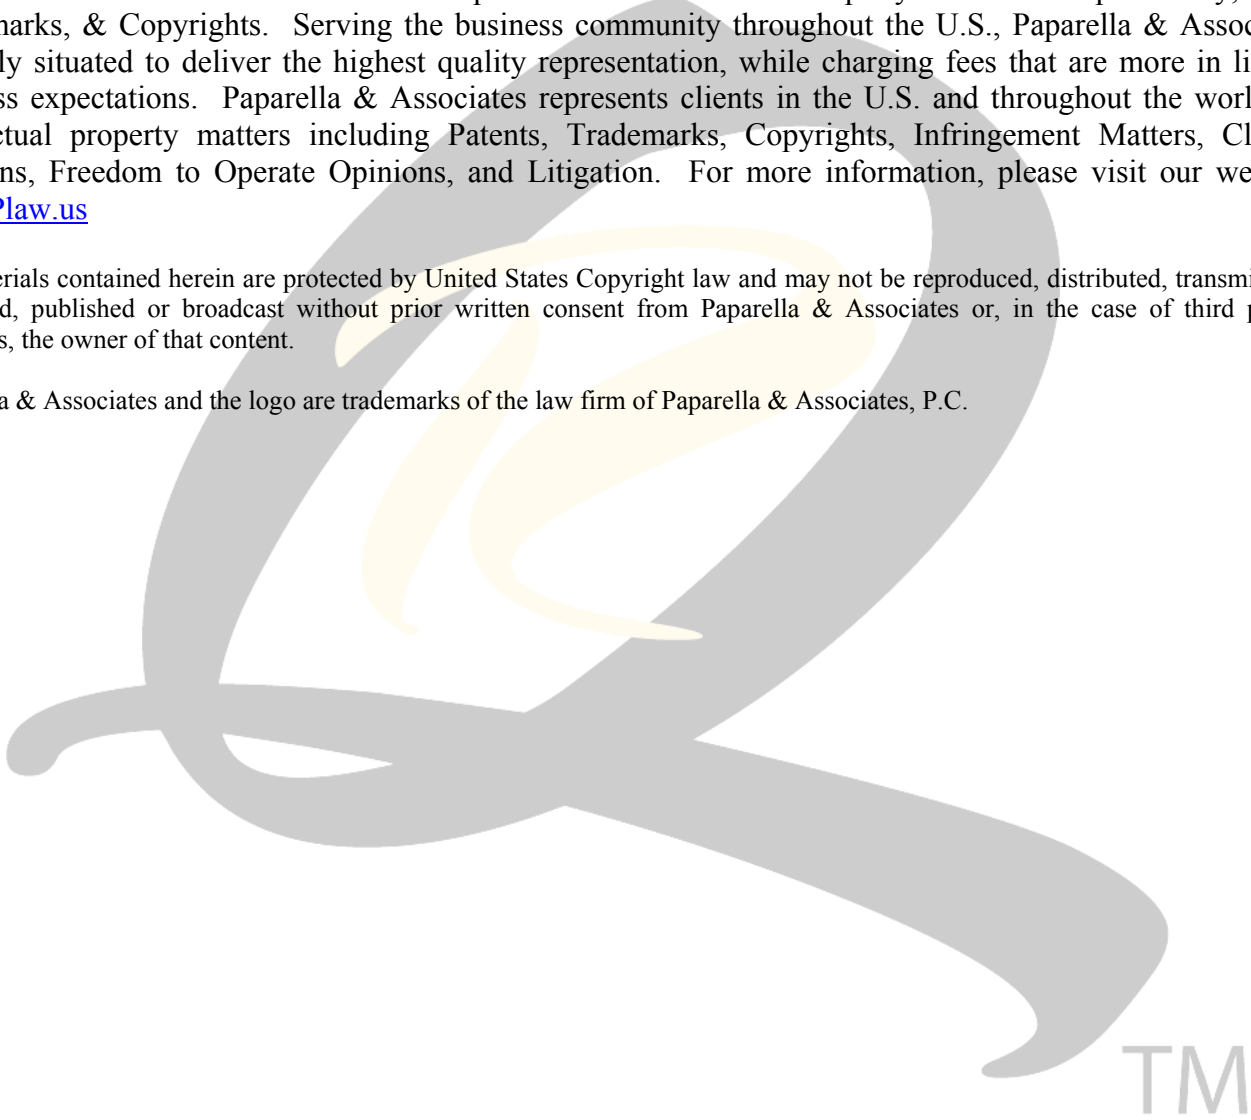 marks, & Copyrights. Serving the business community throughout the U.S., Paparella & Assoc
ly situated to deliver the highest quality representation, while charging fees that are more in li
ss expectations. Paparella & Associates represents clients in the U.S. and throughout the worl
ctual property matters including Patents, Trademarks, Copyrights, Infringement Matters, Cl
ns, Freedom to Operate Opinions, and Litigation. For more information, please visit our we
Plaw.us
erials contained herein are protected by United States Copyright law and may not be reproduced, distributed, transmi
d, published or broadcast without prior written consent from Paparella & Associates or, in the case of third p
s, the owner of that content.
a & Associates and the logo are trademarks of the law firm of Paparella & Associates, P.C.
TM